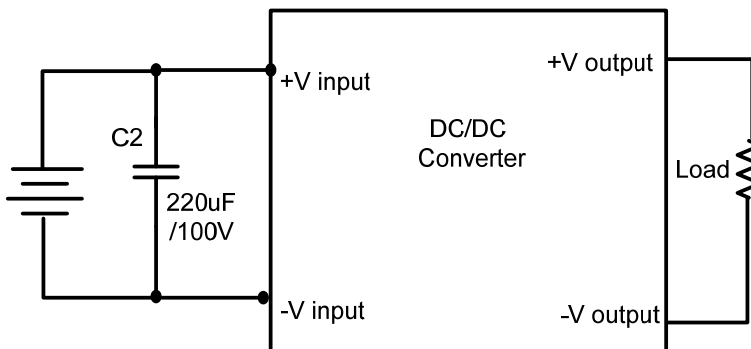 +V output
+V input
DC/DC
Converter
C2
Load
220uF
/100V
-V input
-V output